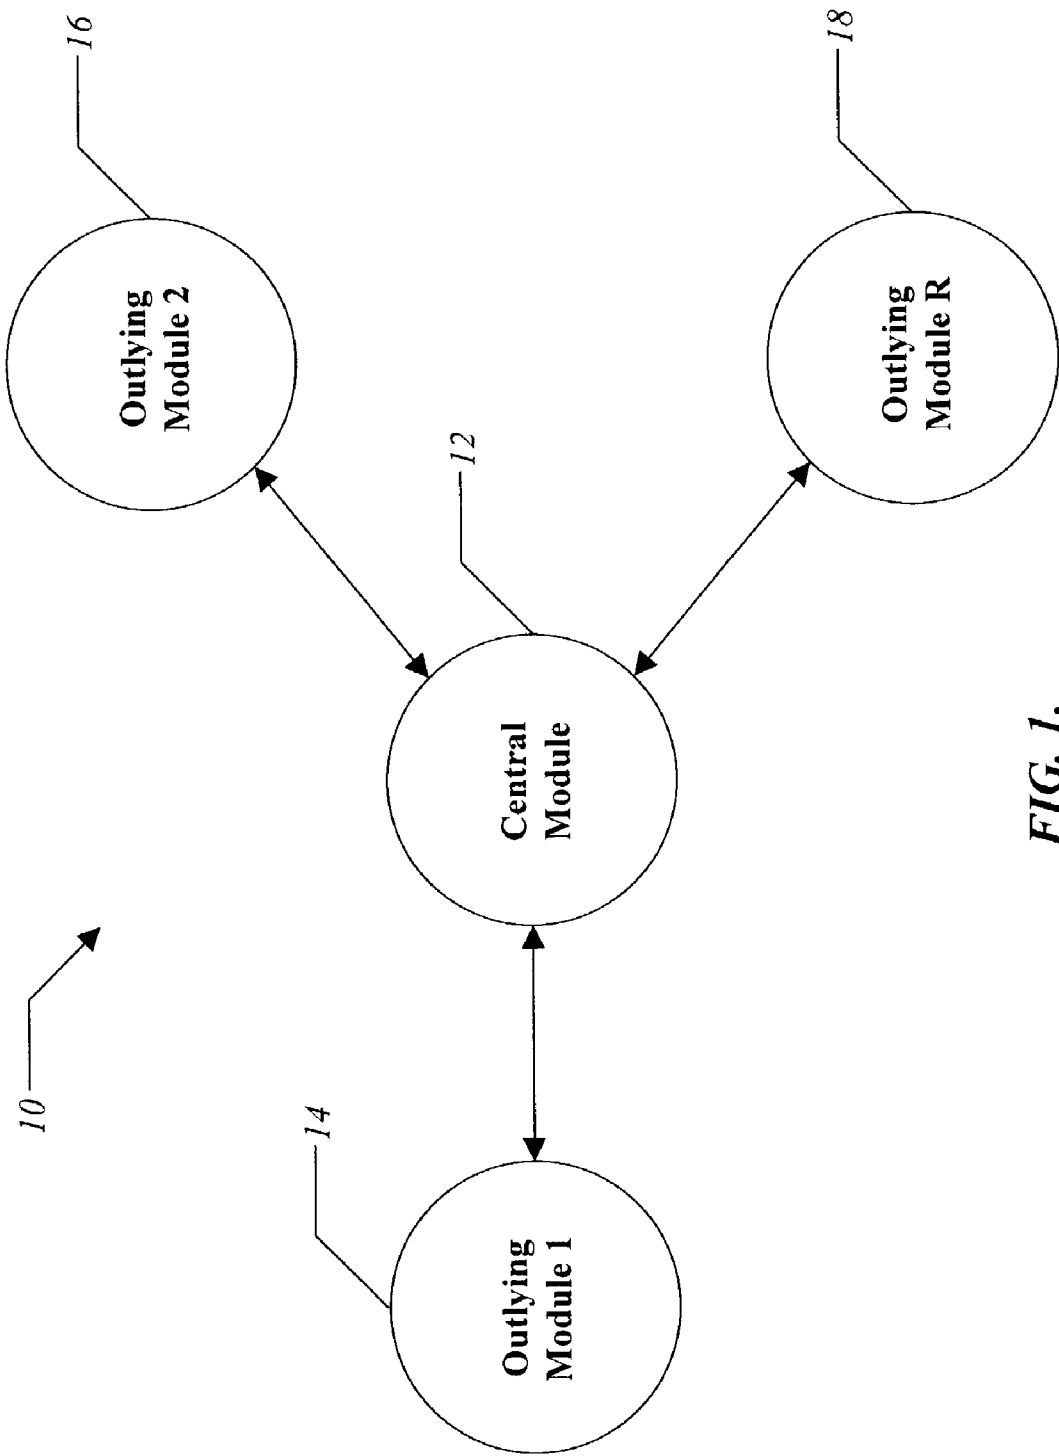 10
16
Outlying
Module 2
14
12
Outlying
Module 1
Central
Module
18
Outlying
Module R
FIG. 1.